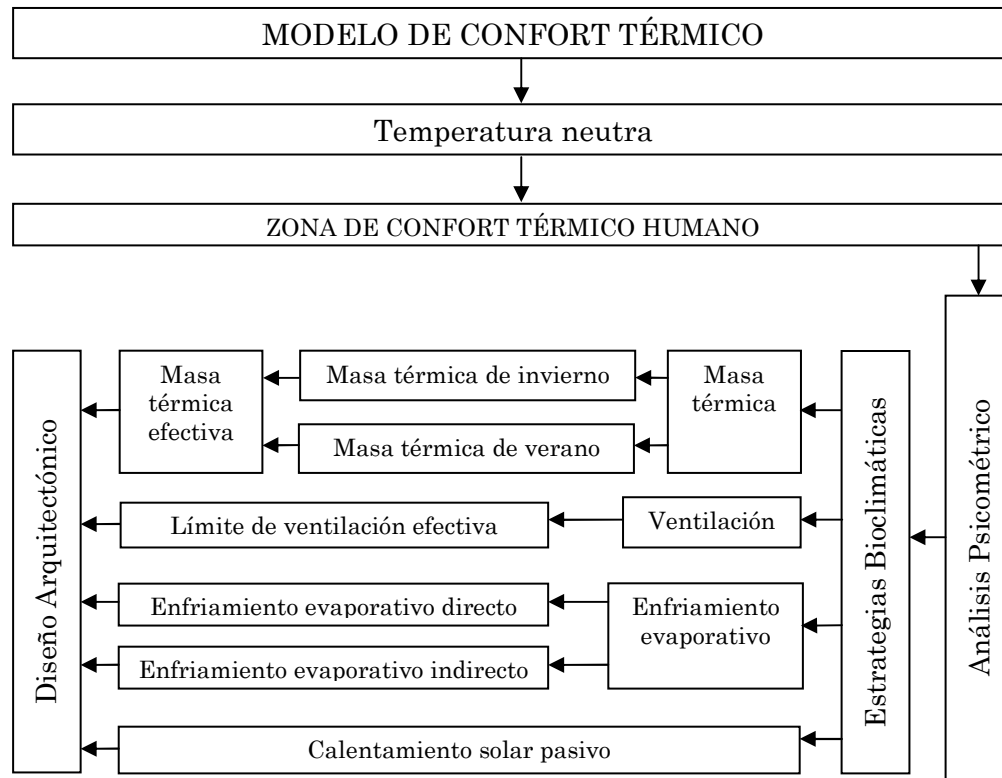 MODELO DE CONFORT TÉRMICO
Temperatura neutra
ZONA DE CONFORT TÉRMICO HUMANO
Análisis Psicométrico
Estrategias Bioclimáticas
Masa
térmica
Masa térmica de invierno
Masa térmica de verano
Masa
térmica
efectiva
Ventilación
Límite de ventilación efectiva
Enfriamiento
evaporativo
Enfriamiento evaporativo directo
Enfriamiento evaporativo indirecto
Calentamiento solar pasivo
Diseño Arquitectónico